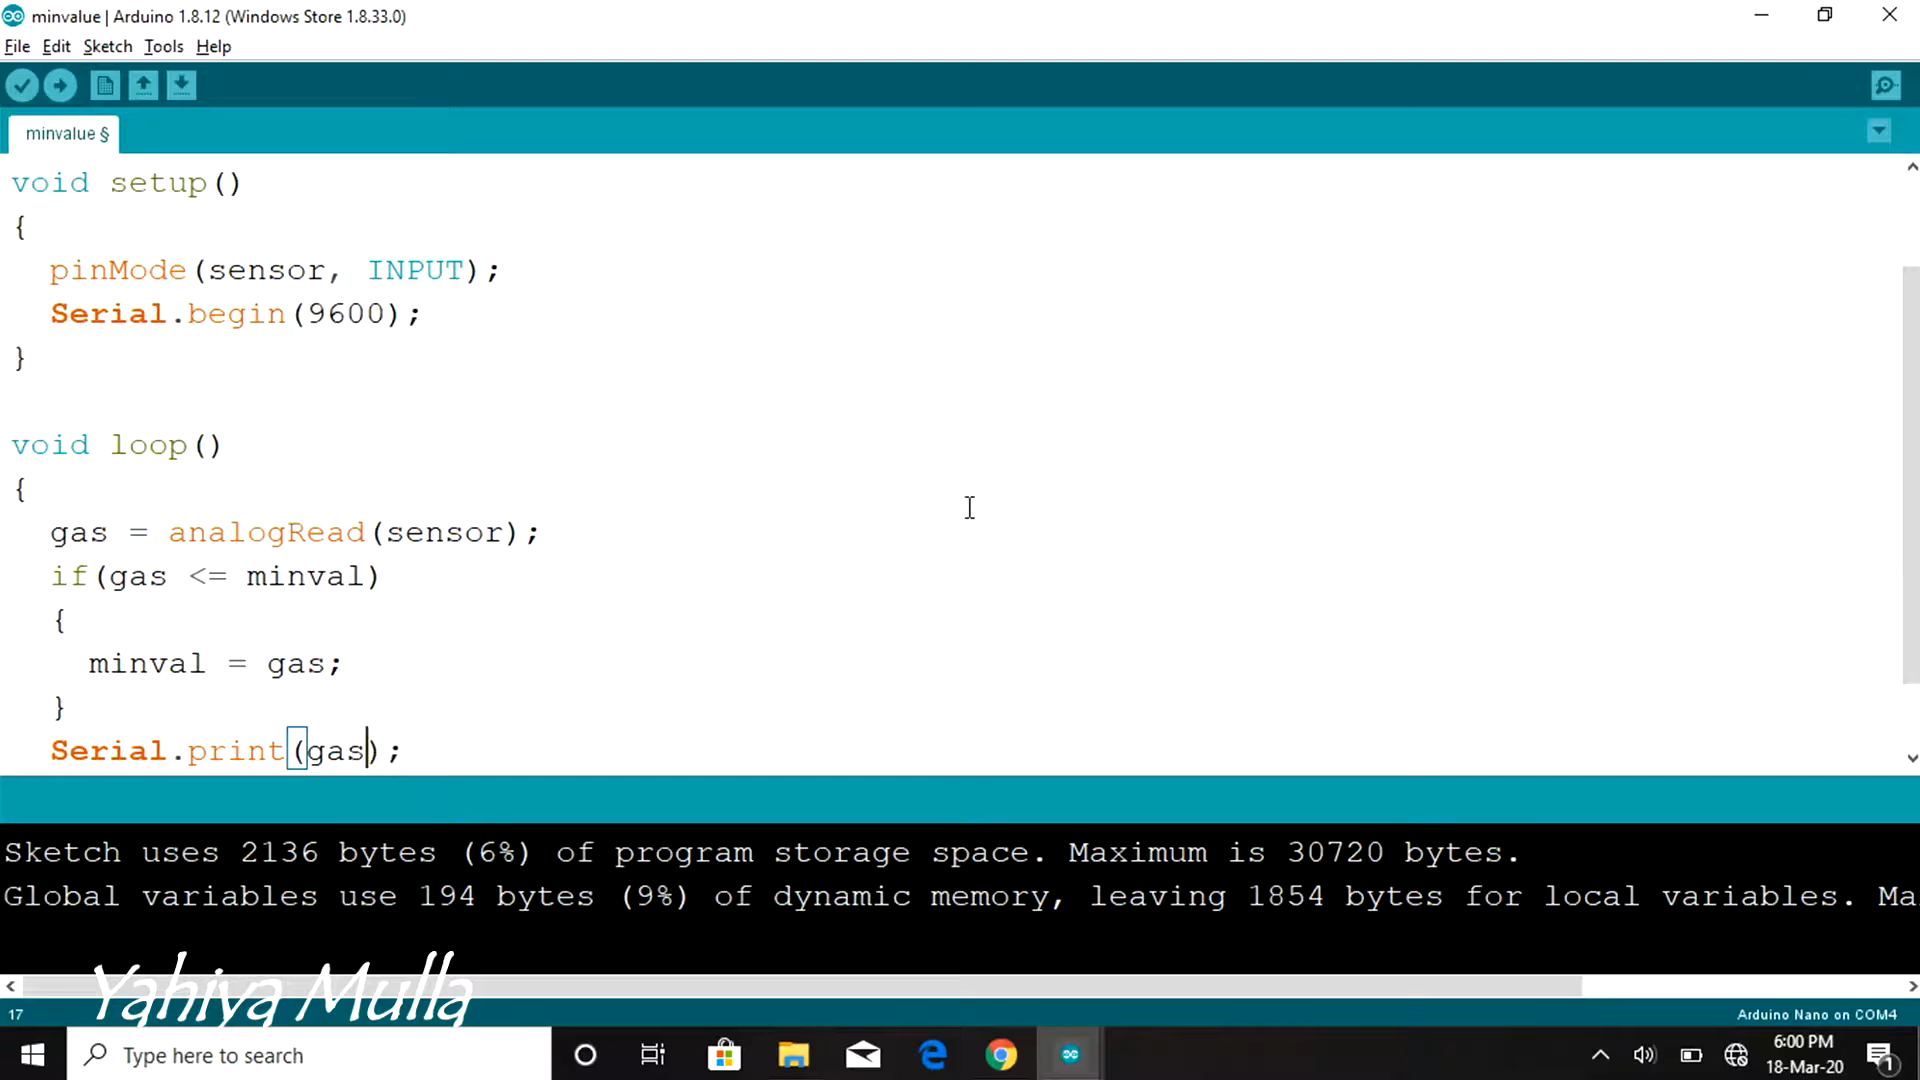 minvalue | Arduino 1.8.12 (Windows Store 1.8.33.0)
File Edit Sketch Tools Help
minvalue §
void setup()
{
  pinMode(sensor, INPUT);
  Serial.begin(9600);
}
void loop()
{
  gas = analogRead(sensor);
  if(gas <= minval)
  {
    minval = gas;
  }
  Serial.print(gas);
Sketch uses 2136 bytes (6%) of program storage space. Maximum is 30720 bytes.
Global variables use 194 bytes (9%) of dynamic memory, leaving 1854 bytes for local variables. Ma
Yahiya Mulla
17
Arduino Nano on COM4
Type here to search
6:00 PM
18-Mar-20
1